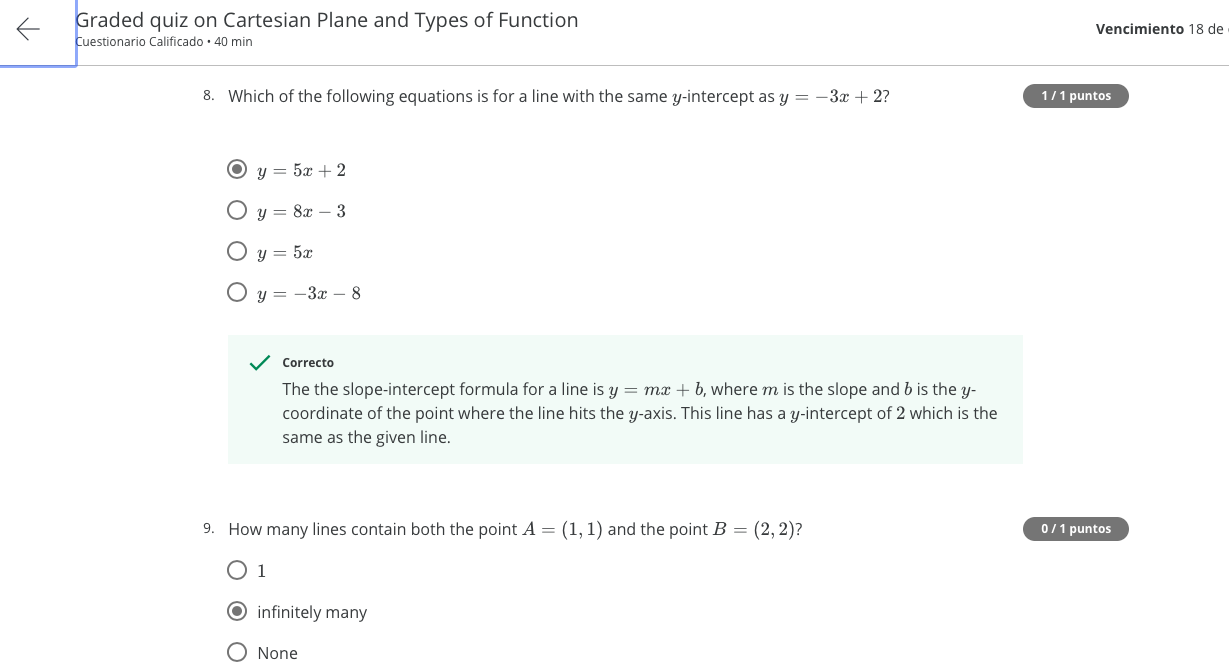 Graded quiz on Cartesian Plane and Types of Function
Cuestionario Calificado • 40 min
Vencimiento 18 de
8. Which of the following equations is for a line with the same y-intercept as y = −3x + 2?
1 / 1 puntos
y = 5x + 2
y = 8x − 3
y = 5x
y = −3x − 8
Correcto
The the slope-intercept formula for a line is y = mx + b, where m is the slope and b is the y-
coordinate of the point where the line hits the y-axis. This line has a y-intercept of 2 which is the
same as the given line.
9. How many lines contain both the point A = (1, 1) and the point B = (2, 2)?
0 / 1 puntos
1
infinitely many
None